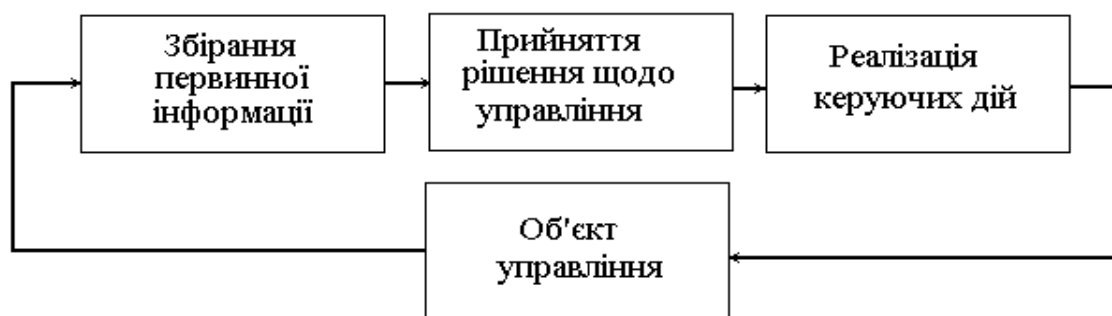 Збірання
первинної
інформації
Прийняття
рішення щодо
управління
Реалізація
керуючих дій
Об'єкт
управління